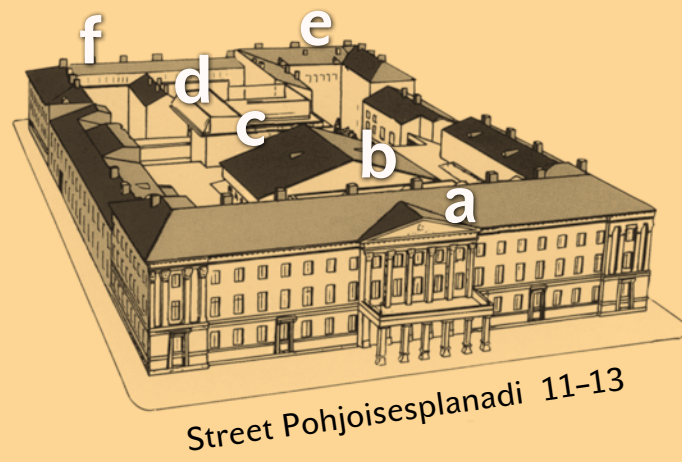 f
e
d
c
b
a
Street Pohjoisesplanadi 11–13